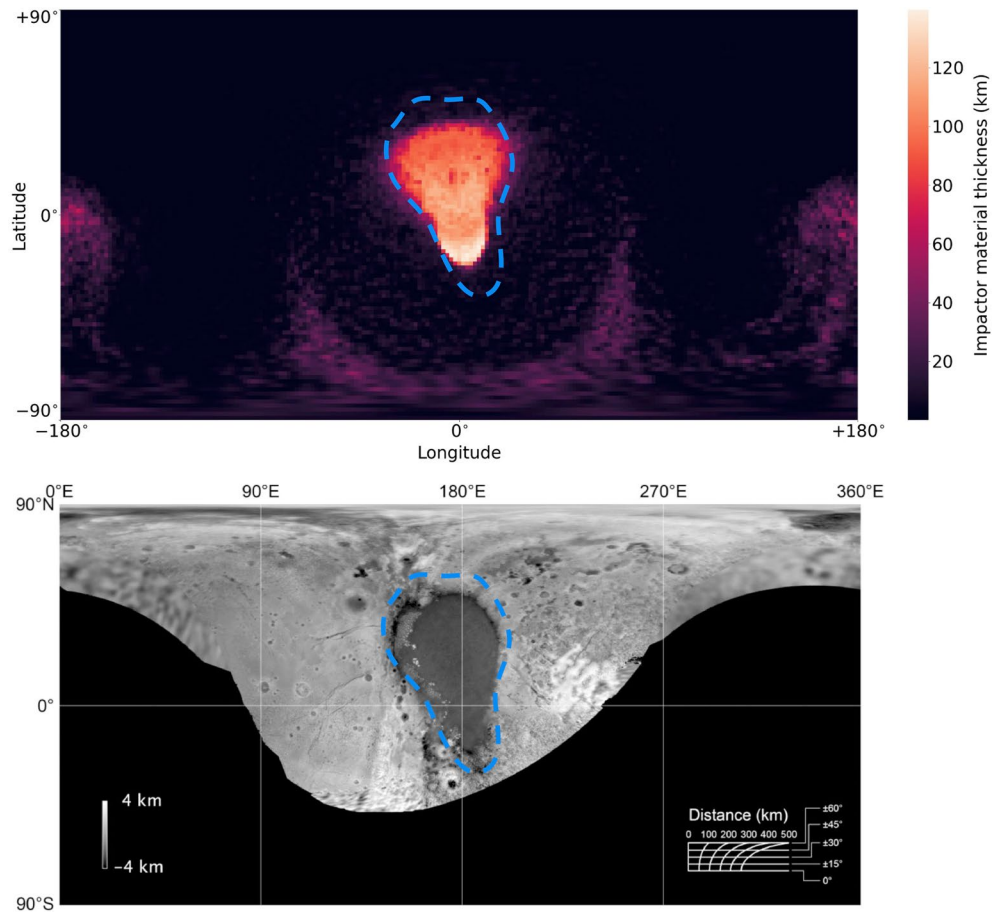 +90°
0°
−90°
Latitude
−180°
0°
+180°
Longitude
120
100
80
60
40
20
Impactor material thickness (km)
0°E
90°E
180°E
270°E
360°E
90°N
0°
90°S
4 km
−4 km
Distance (km)
0 100 200 300 400 500
±60°
±45°
±30°
±15°
0°